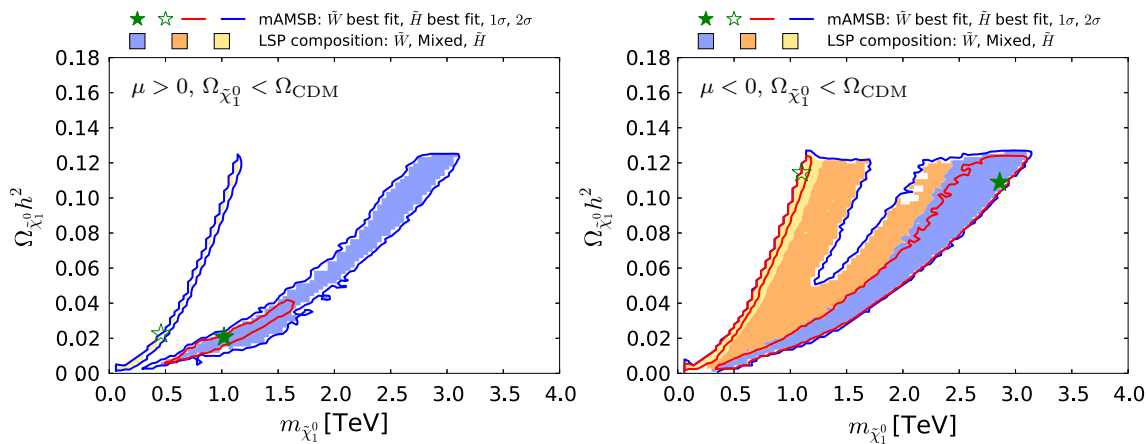 mAMSB: W̃ best fit, H̃ best fit, 1σ, 2σ
LSP composition: W̃, Mixed, H̃
μ > 0, Ω_χ̃₁⁰ < Ω_CDM
0.18
0.16
0.14
0.12
0.10
0.08
0.06
0.04
0.02
0.00
Ω_χ̃₁⁰ h²
0.0 0.5 1.0 1.5 2.0 2.5 3.0 3.5 4.0
m_χ̃₁⁰ [TeV]
mAMSB: W̃ best fit, H̃ best fit, 1σ, 2σ
LSP composition: W̃, Mixed, H̃
μ < 0, Ω_χ̃₁⁰ < Ω_CDM
0.18
0.16
0.14
0.12
0.10
0.08
0.06
0.04
0.02
0.00
Ω_χ̃₁⁰ h²
0.0 0.5 1.0 1.5 2.0 2.5 3.0 3.5 4.0
m_χ̃₁⁰ [TeV]